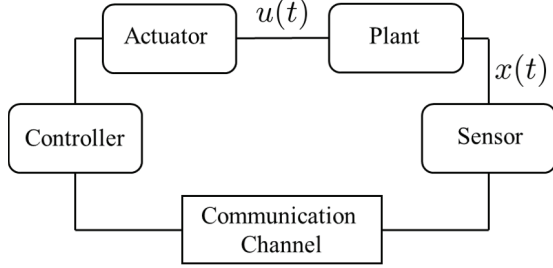 u(t)
Actuator
Plant
x(t)
Controller
Sensor
Communication
Channel